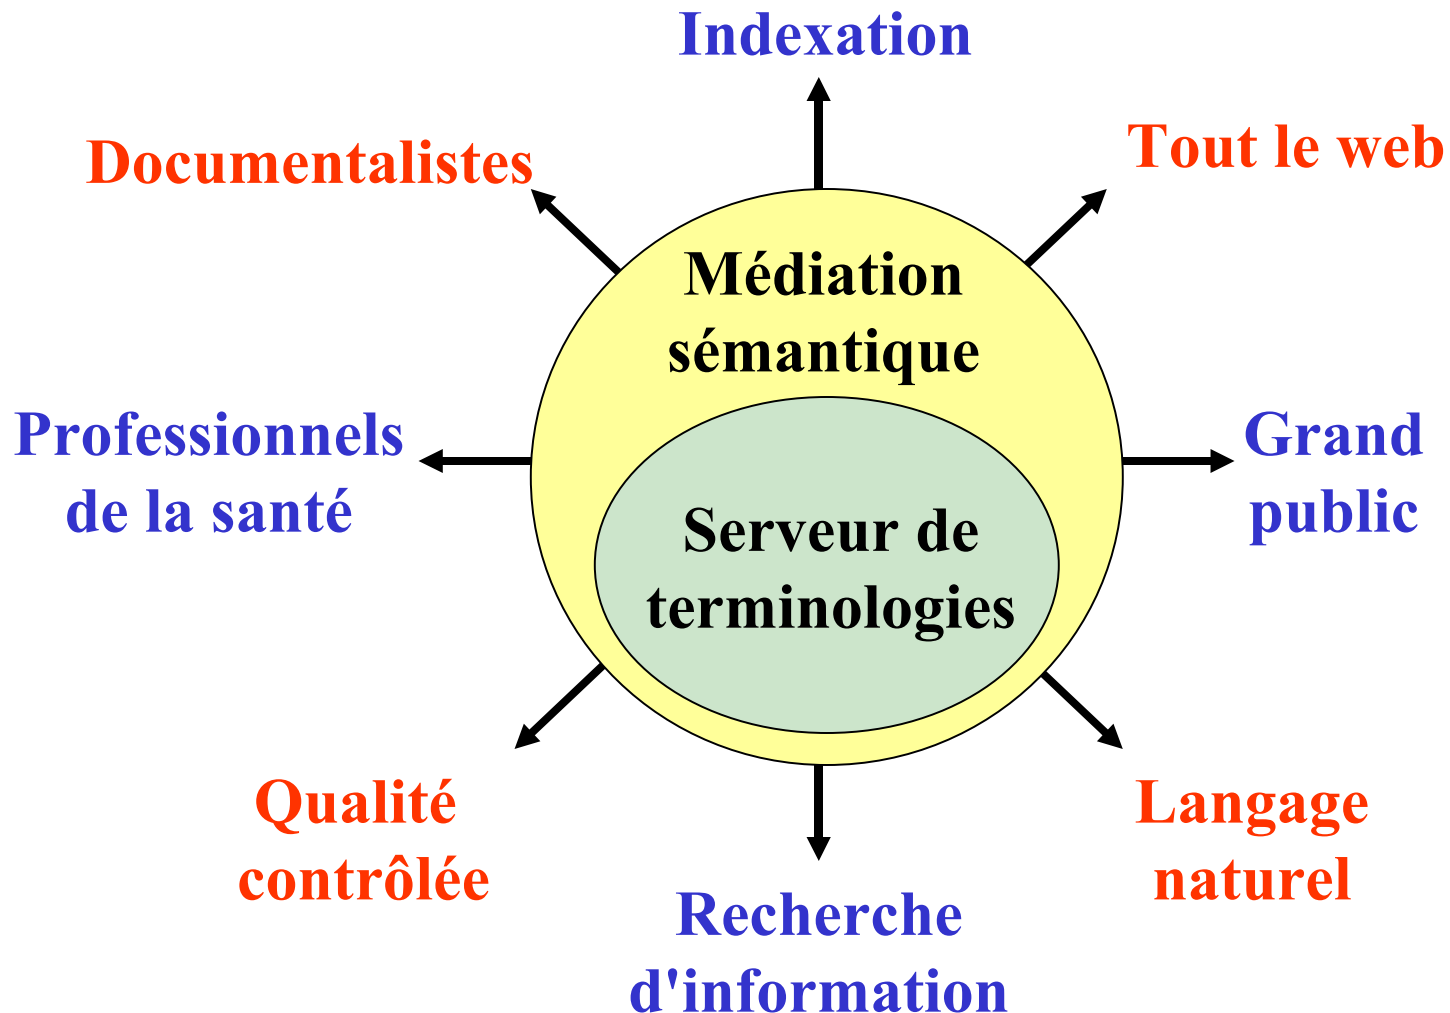 Indexation
Documentalistes
Tout le web
Médiation
sémantique
Professionnels
de la santé
Grand
public
Serveur de
terminologies
Qualité
contrôlée
Langage
naturel
Recherche
d'information